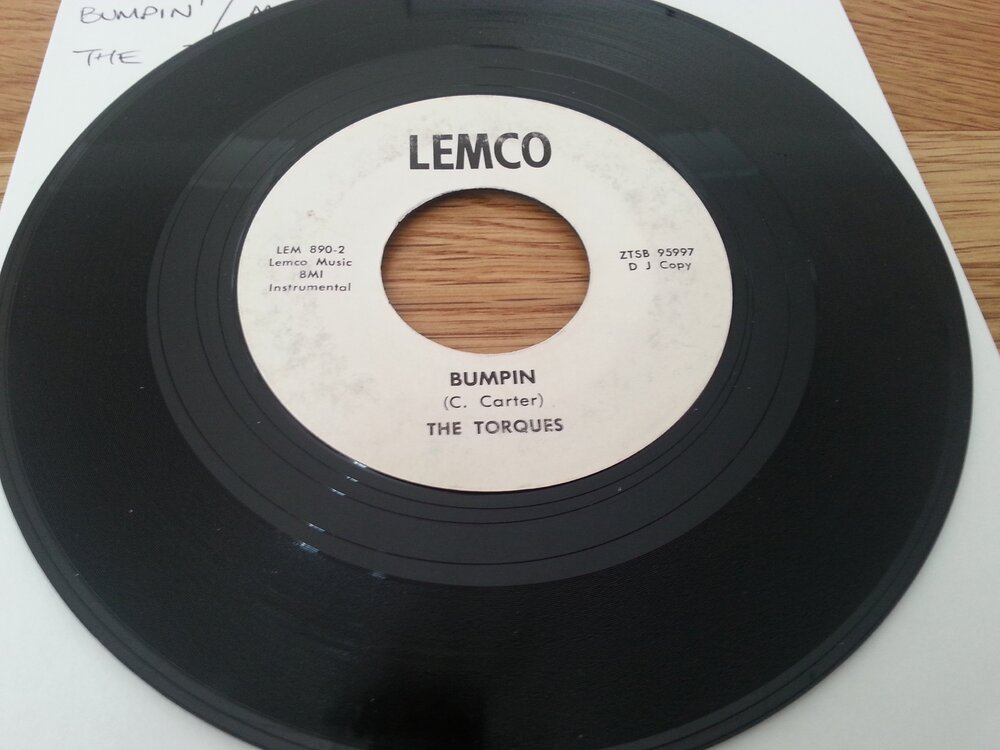 BUMPIN' /
THE
LEMCO
LEM 890-2
Lemco Music
BMI
Instrumental
ZTSB 95997
D J Copy
BUMPIN
(C. Carter)
THE TORQUES